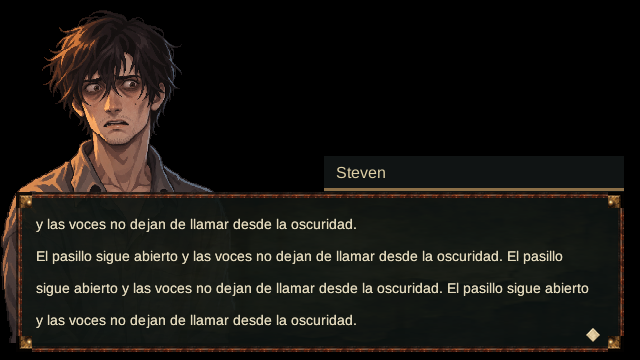 Steven
y las voces no dejan de llamar desde la oscuridad.
El pasillo sigue abierto y las voces no dejan de llamar desde la oscuridad. El pasillo
sigue abierto y las voces no dejan de llamar desde la oscuridad. El pasillo sigue abierto
y las voces no dejan de llamar desde la oscuridad.